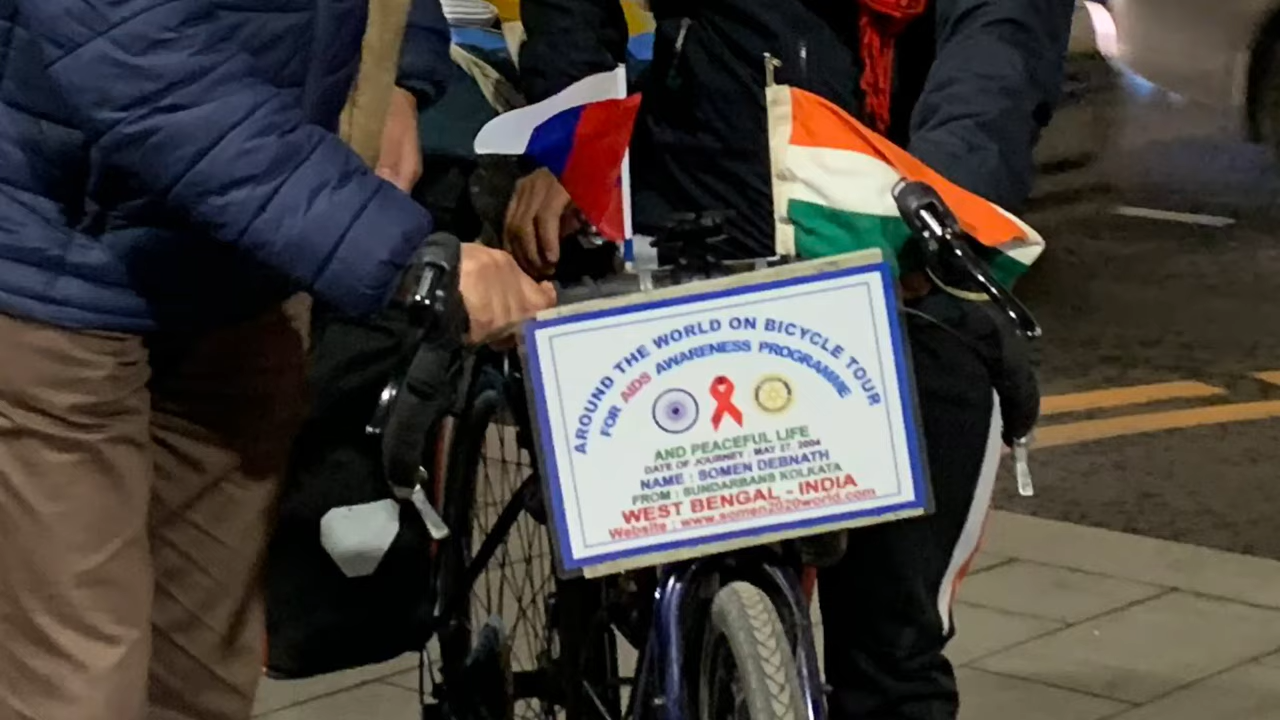 AROUND THE WORLD ON BICYCLE TOUR
FOR AIDS AWARENESS PROGRAMME
AND PEACEFUL LIFE
DATE OF JOURNEY : MAY 27, 2004
NAME : SOMEN DEBNATH
FROM : SUNDARBANS KOLKATA
WEST BENGAL - INDIA
Website : www.somen2020world.com